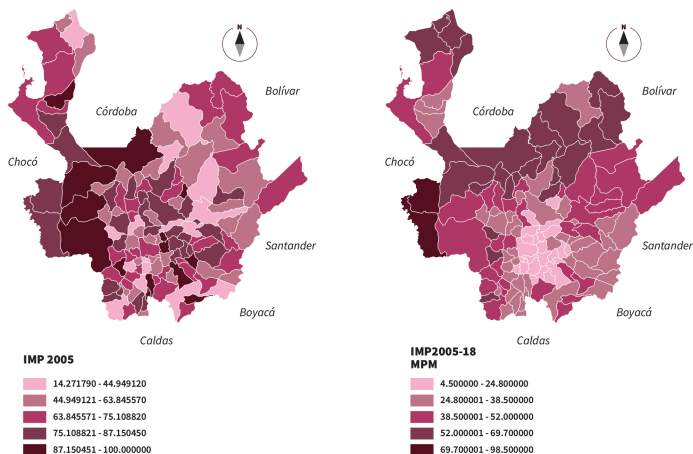 N
Córdoba
Bolívar
Chocó
Santander
Boyacá
Caldas
IMP 2005
14.271790 - 44.949120
44.949121 - 63.845570
63.845571 - 75.108820
75.108821 - 87.150450
87.150451 - 100.000000
N
Córdoba
Bolívar
Chocó
Santander
Boyacá
Caldas
IMP2005-18
MPM
4.500000 - 24.800000
24.800001 - 38.500000
38.500001 - 52.000000
52.000001 - 69.700000
69.700001 - 98.500000